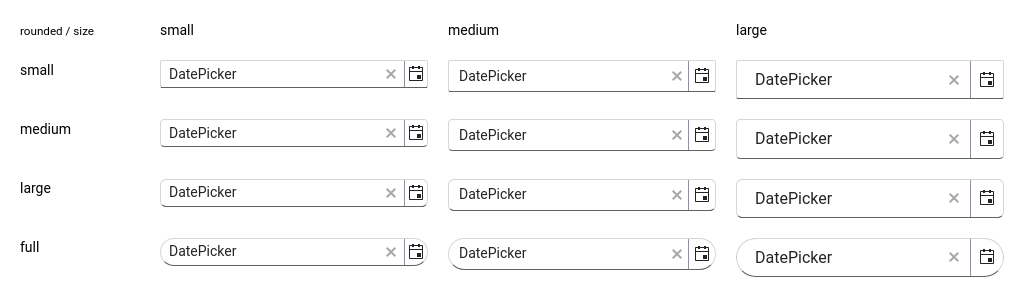 rounded / size small medium large
small DatePicker DatePicker DatePicker
medium DatePicker DatePicker DatePicker
large DatePicker DatePicker DatePicker
full DatePicker DatePicker DatePicker